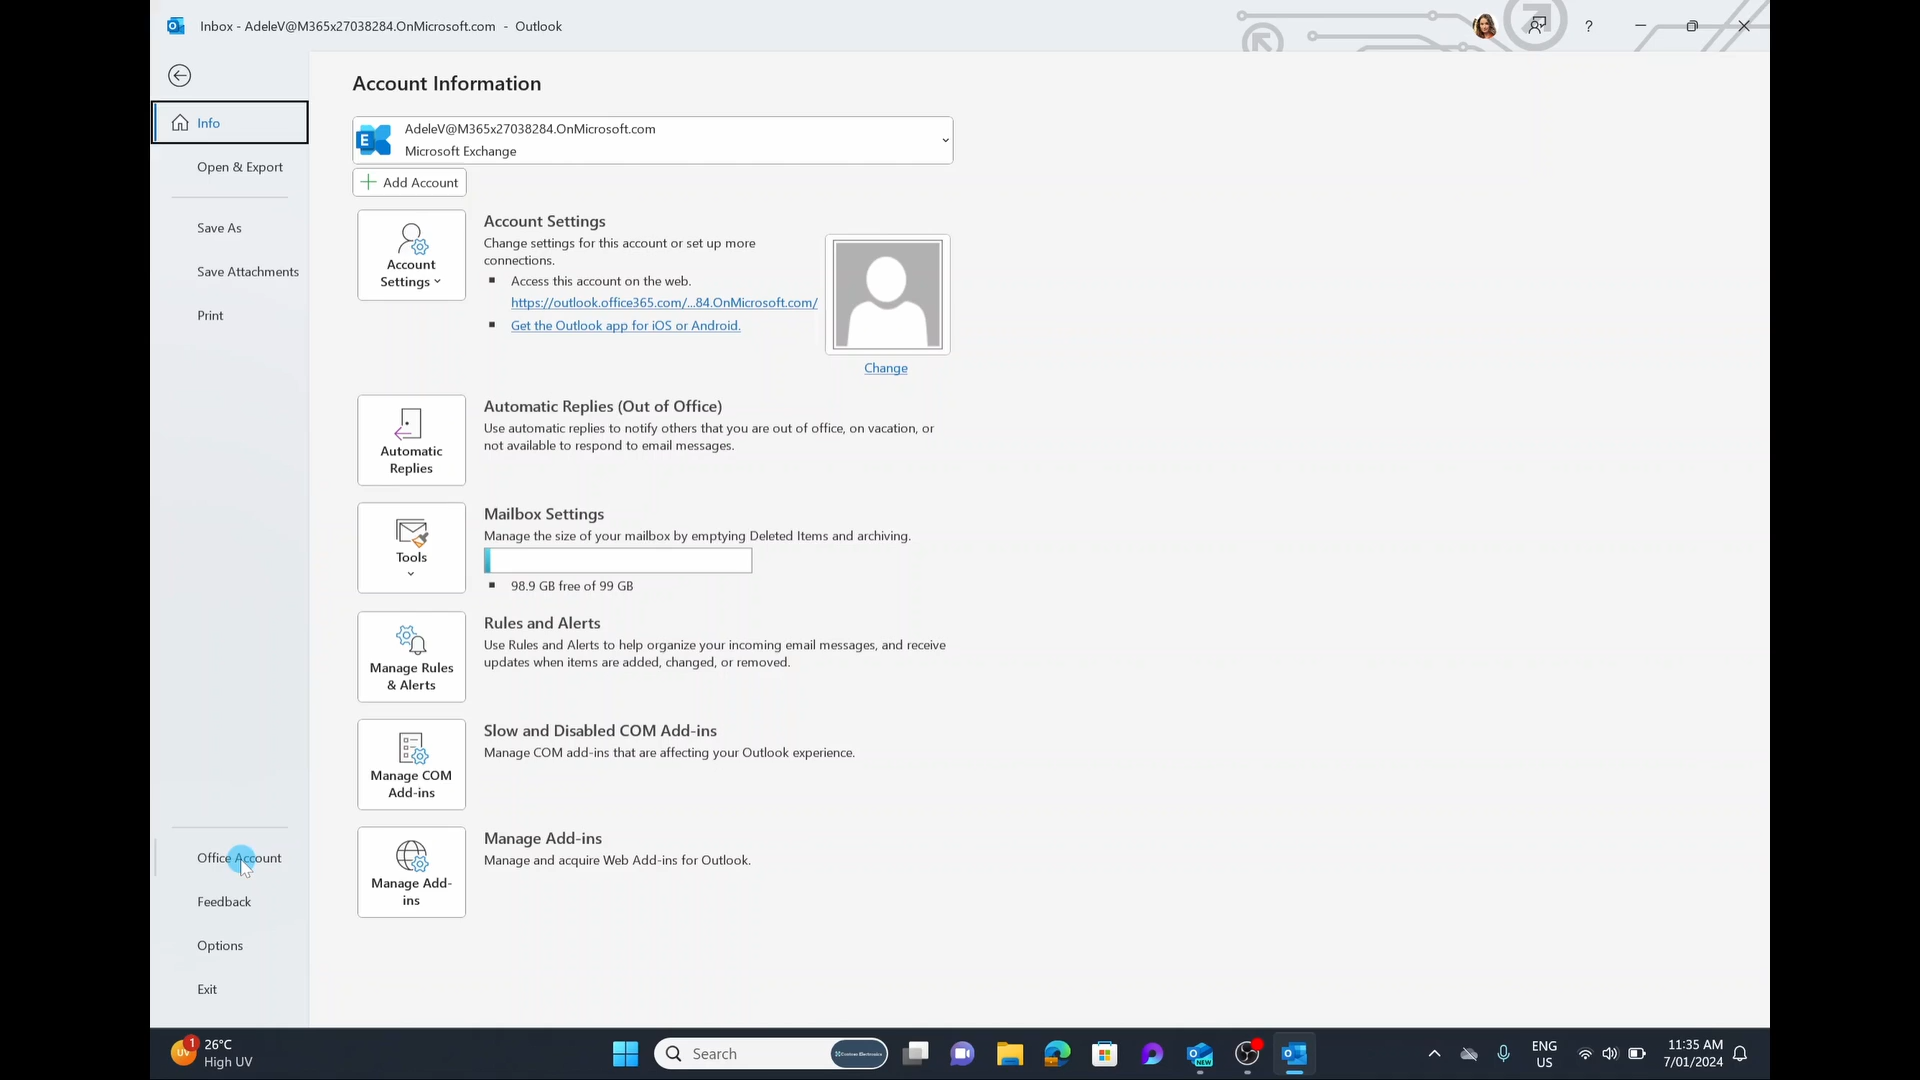 Inbox - AdeleV@M365x27038284.OnMicrosoft.com - Outlook
?
Account Information
Info
Open & Export
Save As
Save Attachments
Print
AdeleV@M365x27038284.OnMicrosoft.com
Microsoft Exchange
Add Account
Account
Settings
Account Settings
Change settings for this account or set up more
connections.
Access this account on the web.
https://outlook.office365.com/...84.OnMicrosoft.com/
Get the Outlook app for iOS or Android.
Change
Automatic
Replies
Automatic Replies (Out of Office)
Use automatic replies to notify others that you are out of office, on vacation, or
not available to respond to email messages.
Tools
Mailbox Settings
Manage the size of your mailbox by emptying Deleted Items and archiving.
98.9 GB free of 99 GB
Manage Rules
& Alerts
Rules and Alerts
Use Rules and Alerts to help organize your incoming email messages, and receive
updates when items are added, changed, or removed.
Manage COM
Add-ins
Slow and Disabled COM Add-ins
Manage COM add-ins that are affecting your Outlook experience.
Manage Add-
ins
Manage Add-ins
Manage and acquire Web Add-ins for Outlook.
Office Account
Feedback
Options
Exit
UV
1
26°C
High UV
Search
Contoso Electronics
NEW
ENG
US
11:35 AM
7/01/2024